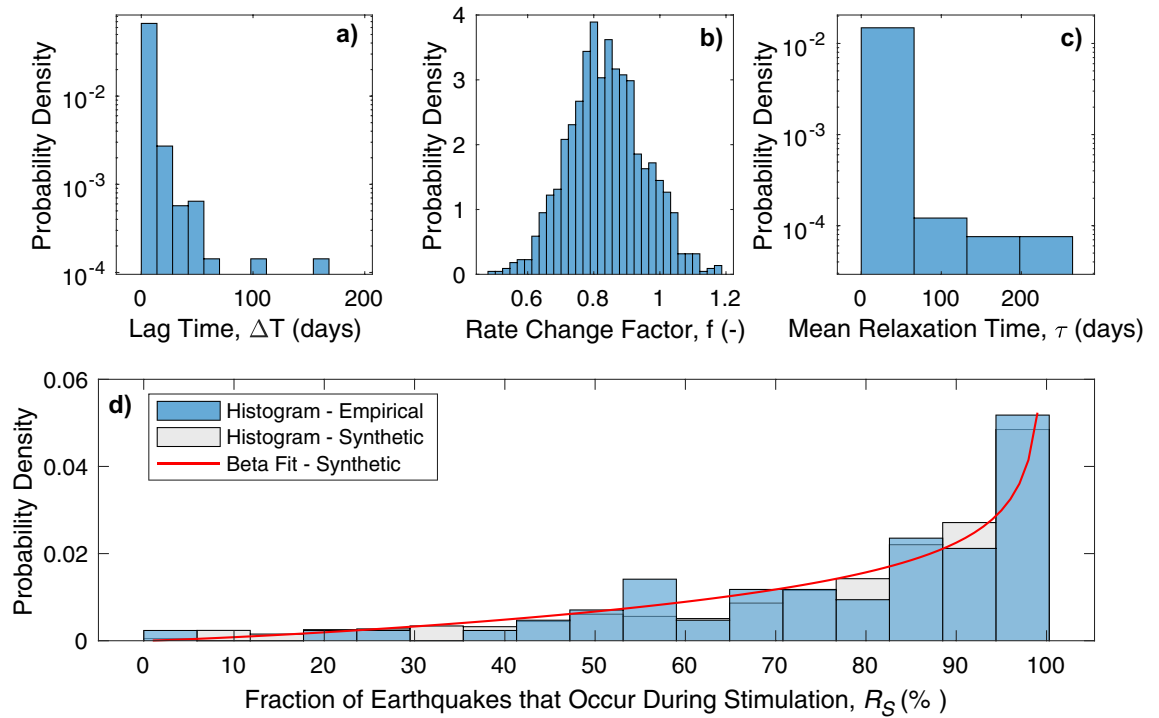 a)
Probability Density
10^-2
10^-3
10^-4
0 100 200
Lag Time, ΔT (days)
b)
Probability Density
4
3
2
1
0
0.6 0.8 1 1.2
Rate Change Factor, f (-)
c)
Probability Density
10^-2
10^-3
10^-4
0 100 200
Mean Relaxation Time, τ (days)
d)
Probability Density
0.06
0.04
0.02
0
Histogram - Empirical
Histogram - Synthetic
Beta Fit - Synthetic
0 10 20 30 40 50 60 70 80 90 100
Fraction of Earthquakes that Occur During Stimulation, R_S (% )